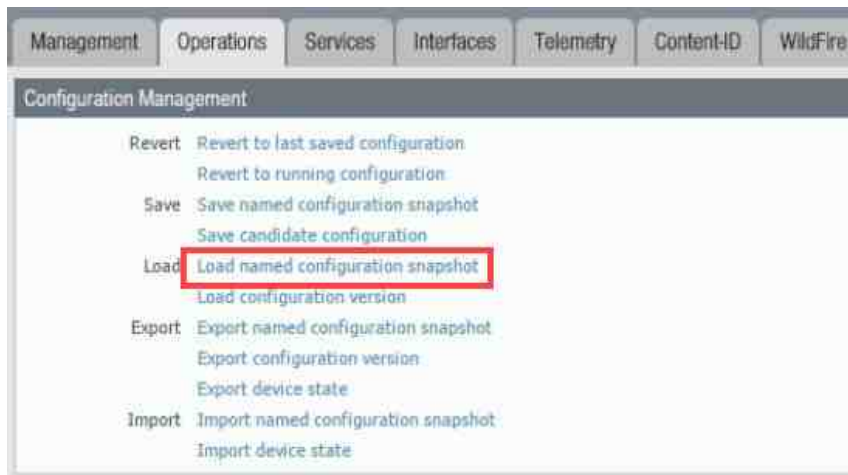 Management Operations Services Interfaces Telemetry Content-ID WildFire
Configuration Management
Revert Revert to last saved configuration
Revert to running configuration
Save Save named configuration snapshot
Save candidate configuration
Load Load named configuration snapshot
Load configuration version
Export Export named configuration snapshot
Export configuration version
Export device state
Import Import named configuration snapshot
Import device state